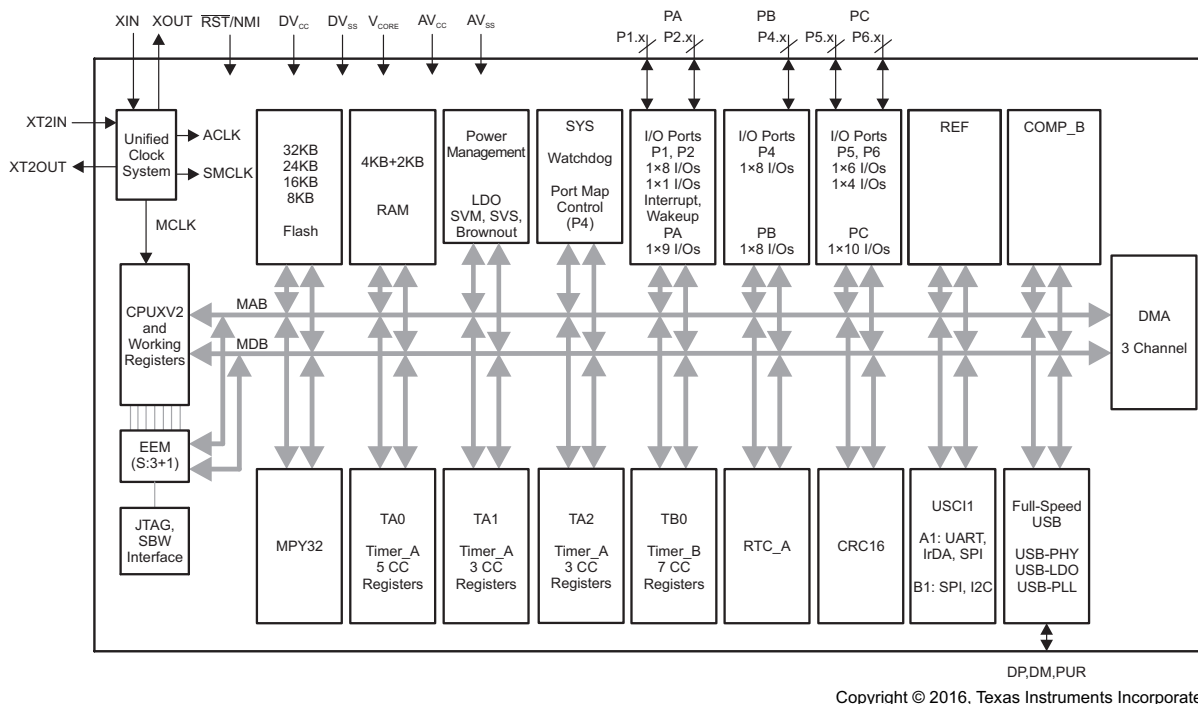 XIN XOUT RST/NMI DVCC DVSS VCORE AVCC AVSS
PA PB PC
P1.x P2.x P4.x P5.x P6.x
XT2IN
XT2OUT
Unified
Clock
System
ACLK
SMCLK
MCLK
32KB
24KB
16KB
8KB
Flash
4KB+2KB
RAM
Power
Management
LDO
SVM, SVS,
Brownout
SYS
Watchdog
Port Map
Control
(P4)
I/O Ports
P1, P2
1×8 I/Os
1×1 I/Os
Interrupt,
Wakeup
PA
1×9 I/Os
I/O Ports
P4
1×8 I/Os
PB
1×8 I/Os
I/O Ports
P5, P6
1×6 I/Os
1×4 I/Os
PC
1×10 I/Os
REF
COMP_B
CPUXV2
and
Working
Registers
MAB
MDB
DMA
3 Channel
EEM
(S:3+1)
JTAG,
SBW
Interface
MPY32
TA0
Timer_A
5 CC
Registers
TA1
Timer_A
3 CC
Registers
TA2
Timer_A
3 CC
Registers
TB0
Timer_B
7 CC
Registers
RTC_A
CRC16
USCI1
A1: UART,
IrDA, SPI
B1: SPI, I2C
Full-Speed
USB
USB-PHY
USB-LDO
USB-PLL
DP,DM,PUR
Copyright © 2016, Texas Instruments Incorporate